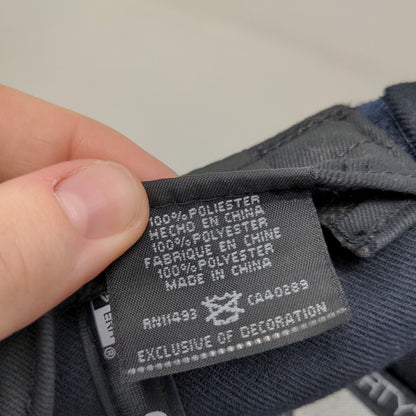 100% POLIESTER
HECHO EN CHINA
100% POLYESTER
FABRIQUE EN CHINE
100% POLYESTER
MADE IN CHINA
RN11493 CA40289
EXCLUSIVE OF DECORATION